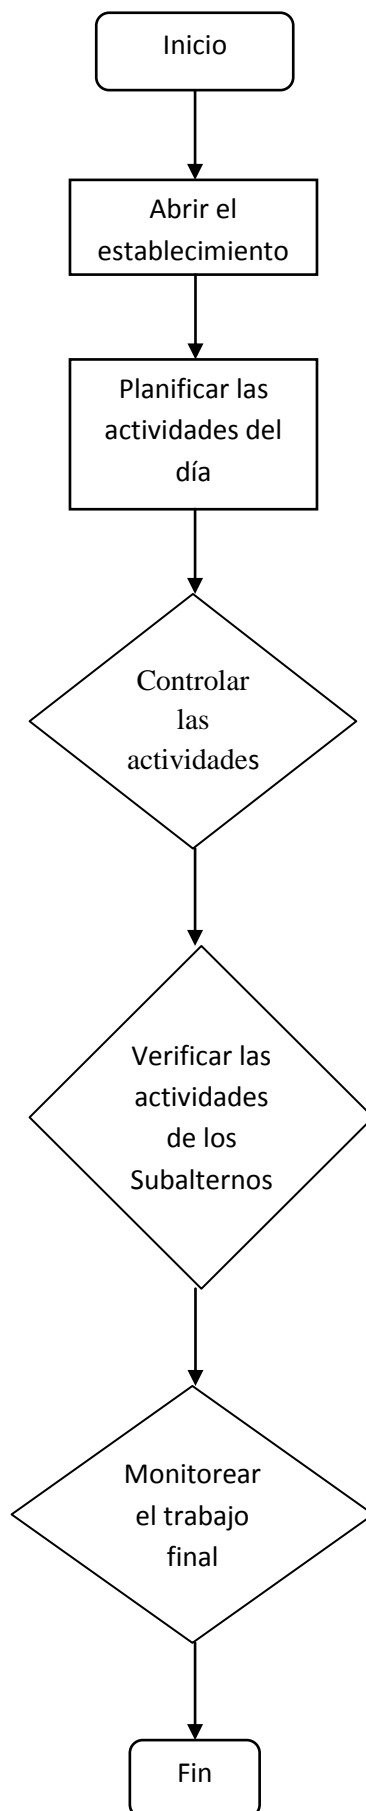 Inicio
Abrir el
establecimiento
Planificar las
actividades del
día
Controlar
las
actividades
Verificar las
actividades
de los
Subalternos
Monitorear
el trabajo
final
Fin